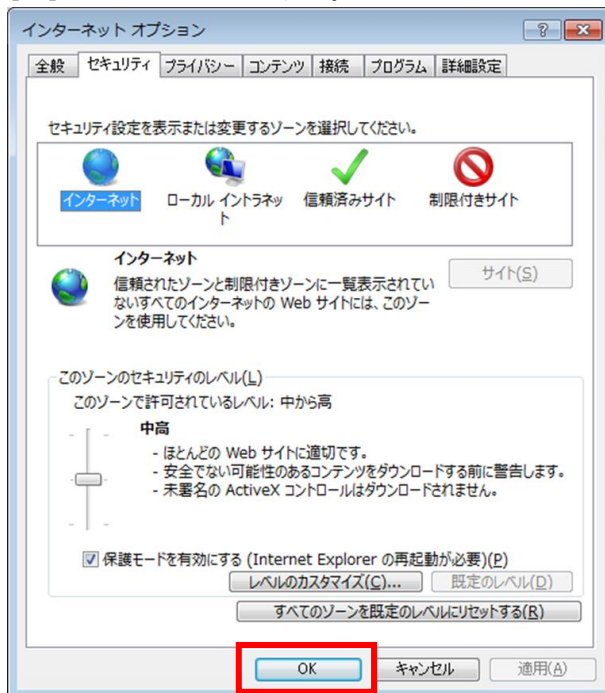 インターネット オプション
全般 セキュリティ プライバシー コンテンツ 接続 プログラム 詳細設定
セキュリティ設定を表示または変更するゾーンを選択してください。
インターネット ローカル イントラネッ 信頼済みサイト 制限付きサイト
ト
インターネット
サイト(S)
信頼されたゾーンと制限付きゾーンに一覧表示されてい
ないすべてのインターネットの Web サイトには、このゾー
ンを使用してください。
このゾーンのセキュリティのレベル(L)
このゾーンで許可されているレベル: 中から高
中高
- ほとんどの Web サイトに適切です。
- 安全でない可能性のあるコンテンツをダウンロードする前に警告します。
- 未署名の ActiveX コントロールはダウンロードされません。
保護モードを有効にする (Internet Explorer の再起動が必要)(P)
レベルのカスタマイズ(C)... 既定のレベル(D)
すべてのゾーンを既定のレベルにリセットする(R)
OK キャンセル 適用(A)